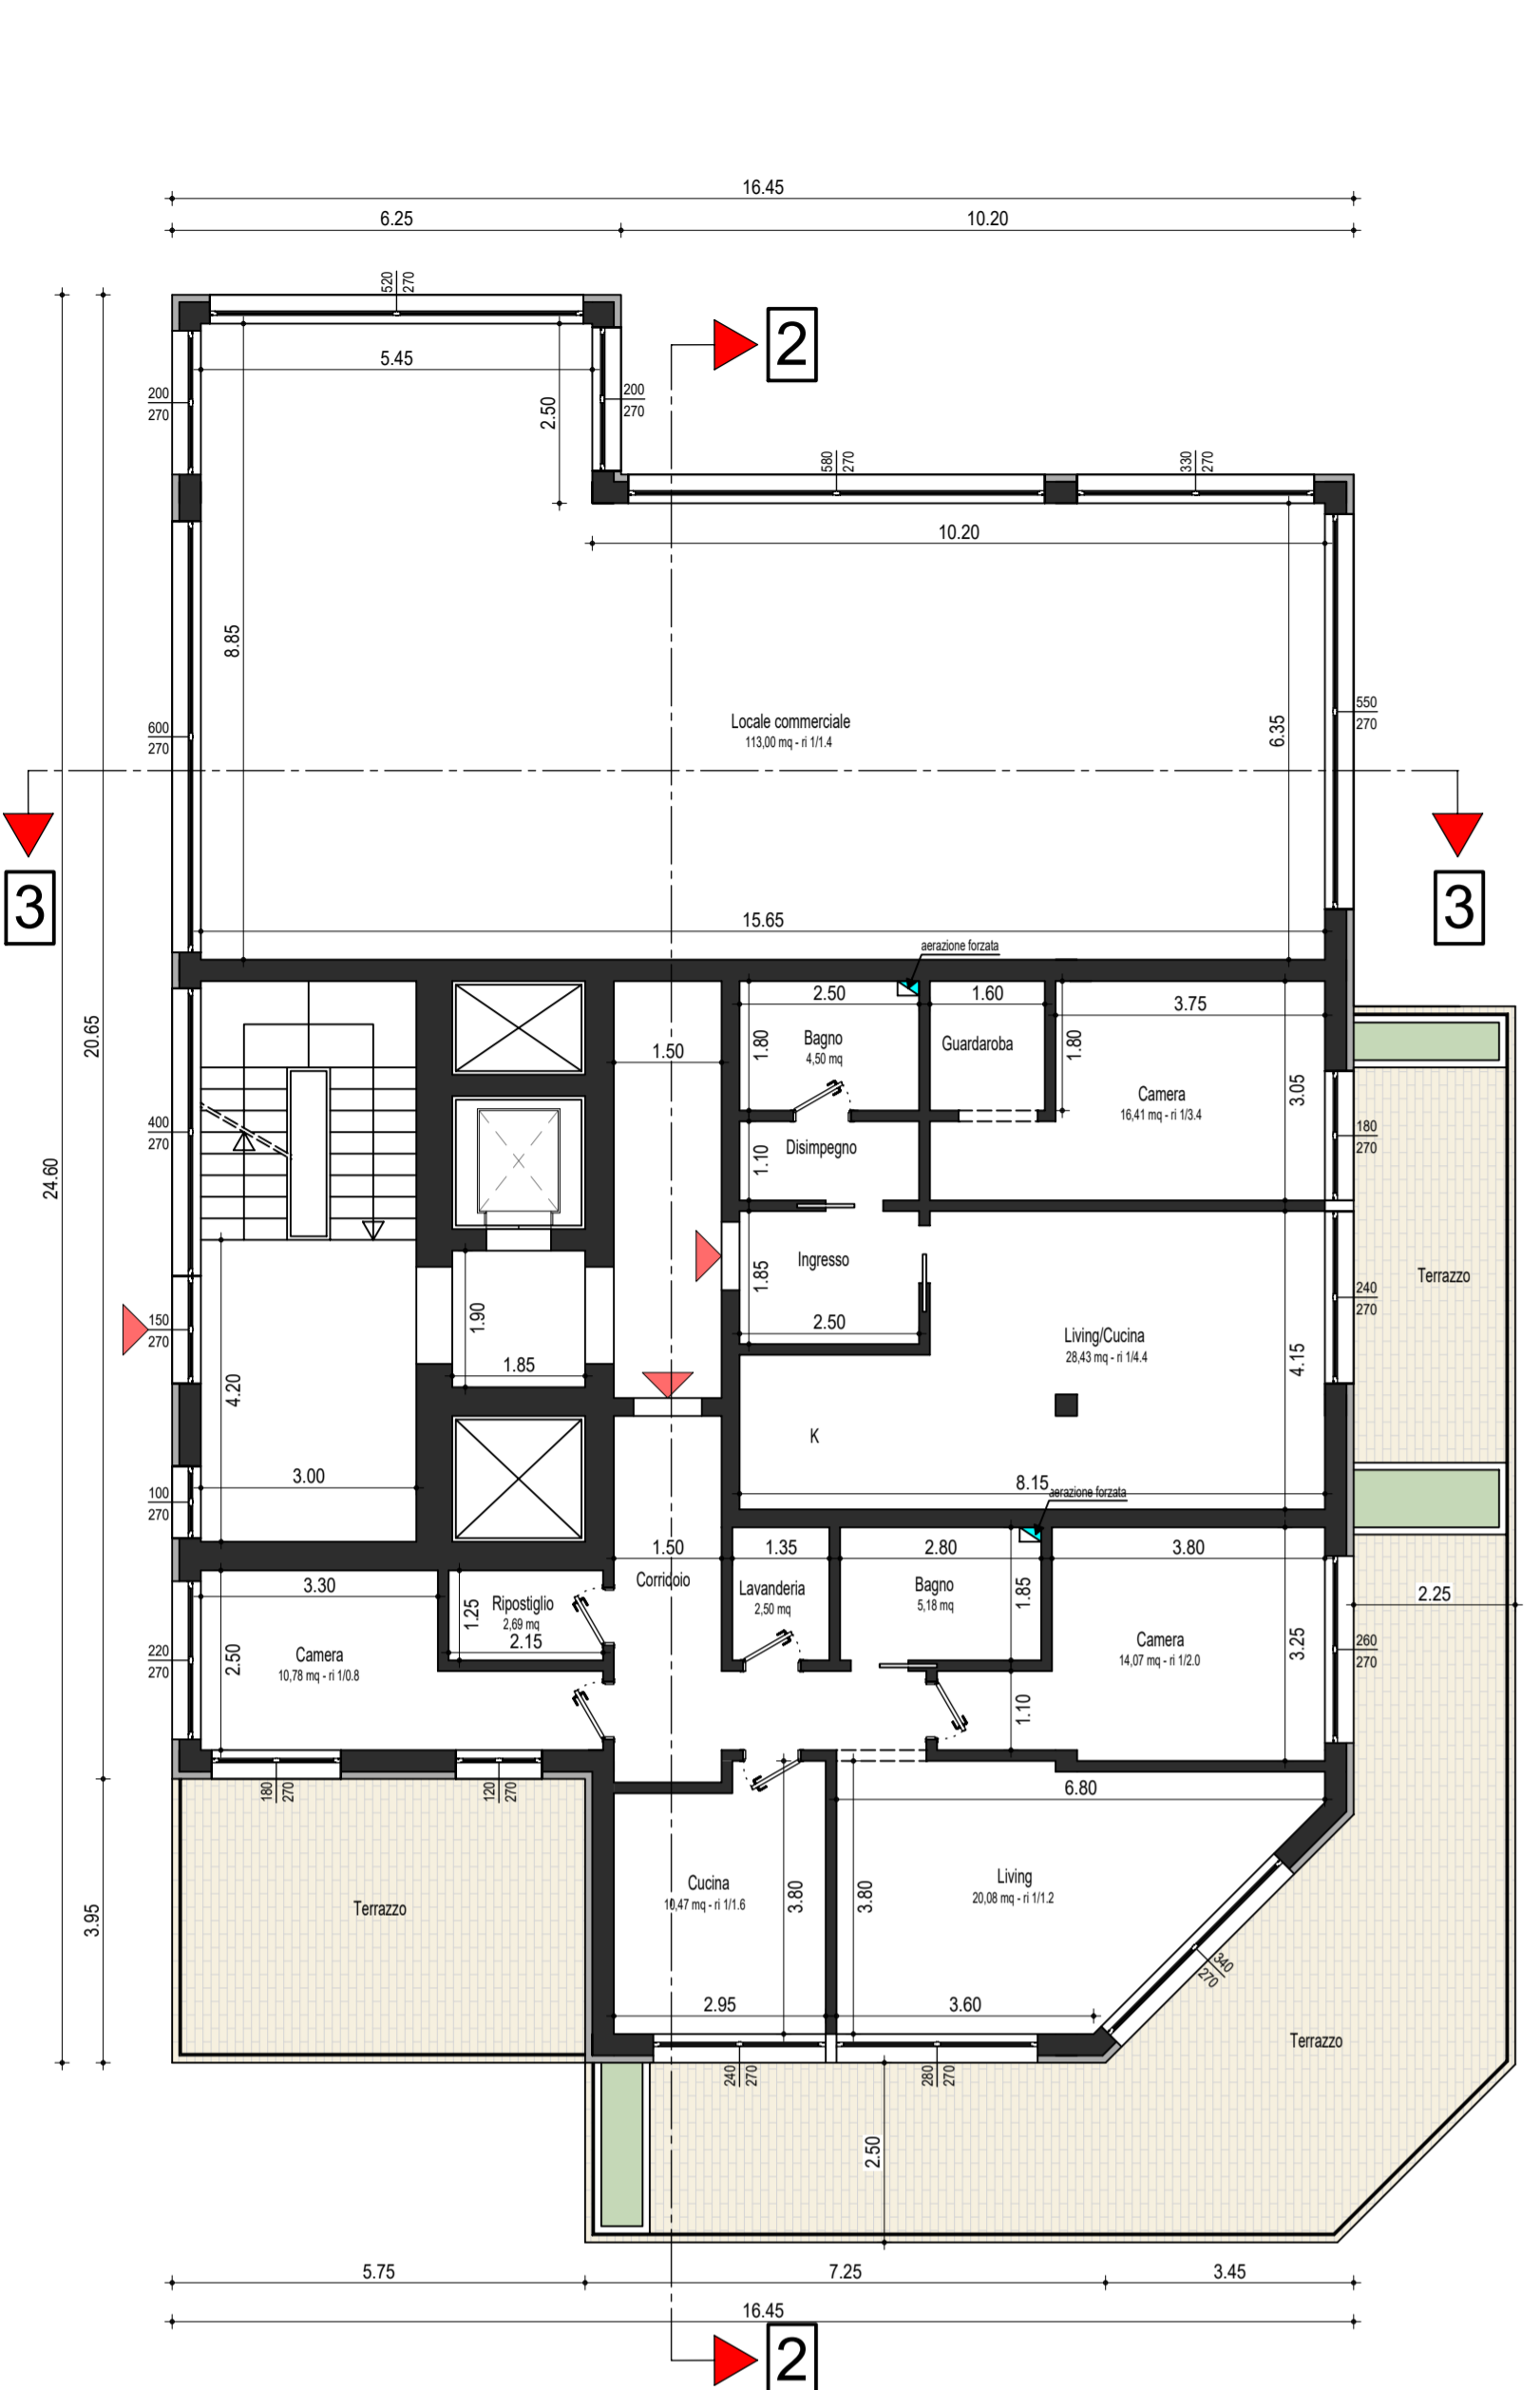 16.45
6.25
10.20
520
270
2
5.45
200
270
2.50
200
270
580
270
330
270
10.20
8.85
Locale commerciale
113,00 mq - ri 1/1.4
6.35
550
270
600
270
3
3
15.65
aerazione forzata
20.65
24.60
2.50
1.60
3.75
1.80
Bagno
4,50 mq
Guardaroba
1.80
1.50
Camera
16,41 mq - ri 1/3.4
3.05
400
270
180
270
Disimpegno
1.10
Ingresso
1.85
Terrazzo
240
270
150
270
1.90
2.50
Living/Cucina
28,43 mq - ri 1/4.4
4.15
1.85
4.20
K
3.00
8.15
aerazione forzata
100
270
1.50
1.35
2.80
3.80
3.30
Corridoio
Lavanderia
2,50 mq
Bagno
5,18 mq
1.85
2.25
1.25
Ripostiglio
2,69 mq
2.15
220
270
2.50
Camera
10,78 mq - ri 1/0.8
Camera
14,07 mq - ri 1/2.0
3.25
260
270
1.10
180
270
120
270
6.80
Cucina
10,47 mq - ri 1/1.6
3.80
3.80
Living
20,08 mq - ri 1/1.2
3.95
Terrazzo
340
270
2.95
3.60
Terrazzo
240
270
280
270
2.50
5.75
7.25
3.45
16.45
2